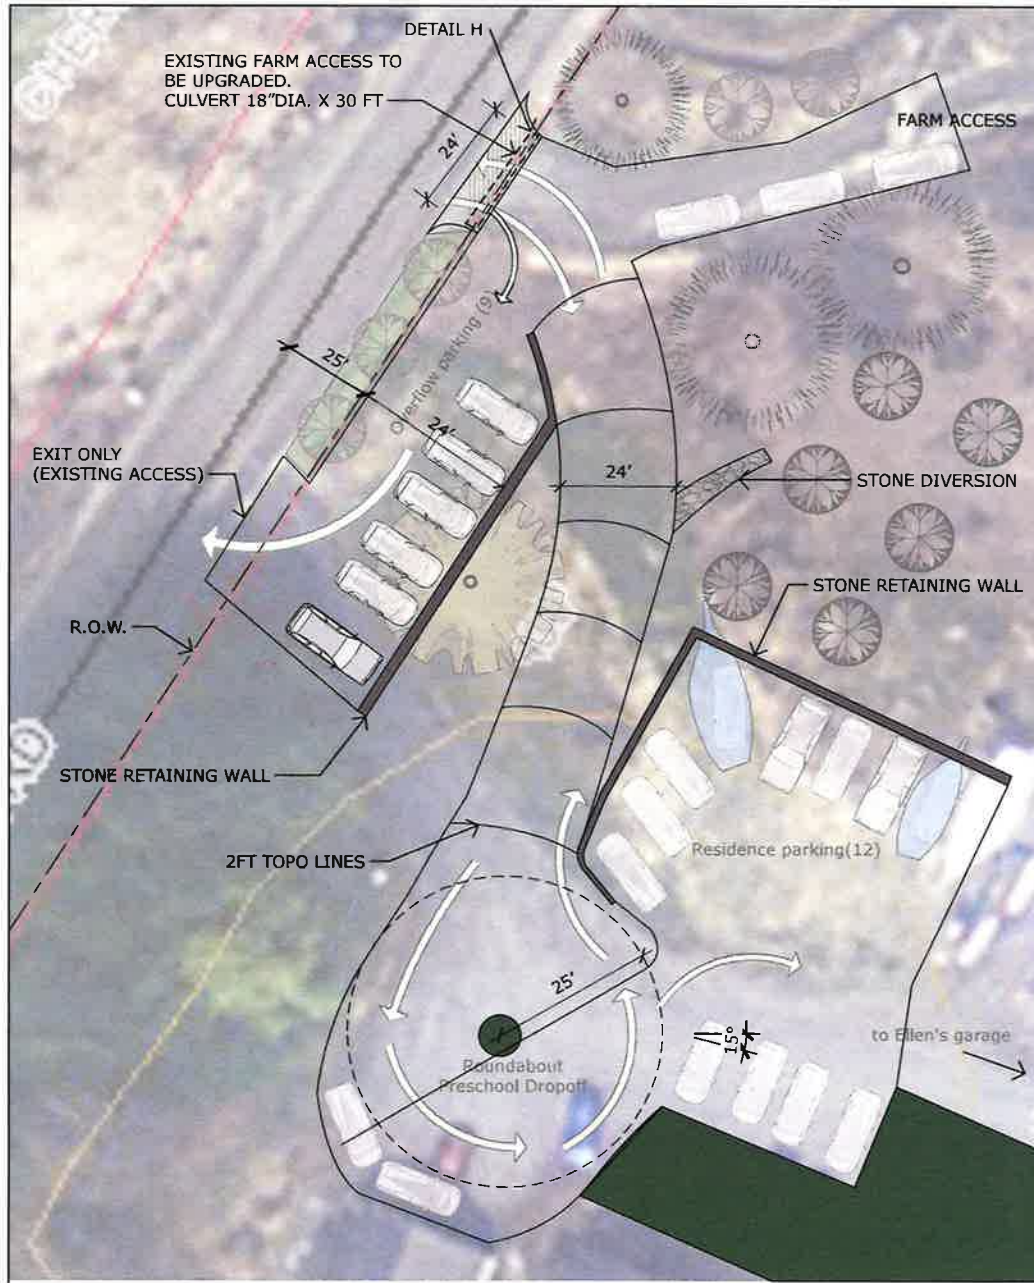 DETAIL H
EXISTING FARM ACCESS TO
BE UPGRADED.
CULVERT 18"DIA. X 30 FT
FARM ACCESS
24'
Overflow parking (9)
25'
24'
EXIT ONLY
(EXISTING ACCESS)
24'
STONE DIVERSION
STONE RETAINING WALL
R.O.W.
STONE RETAINING WALL
2FT TOPO LINES
Residence parking(12)
25'
15°
to Ellen's garage
Roundabout
Preschool Dropoff